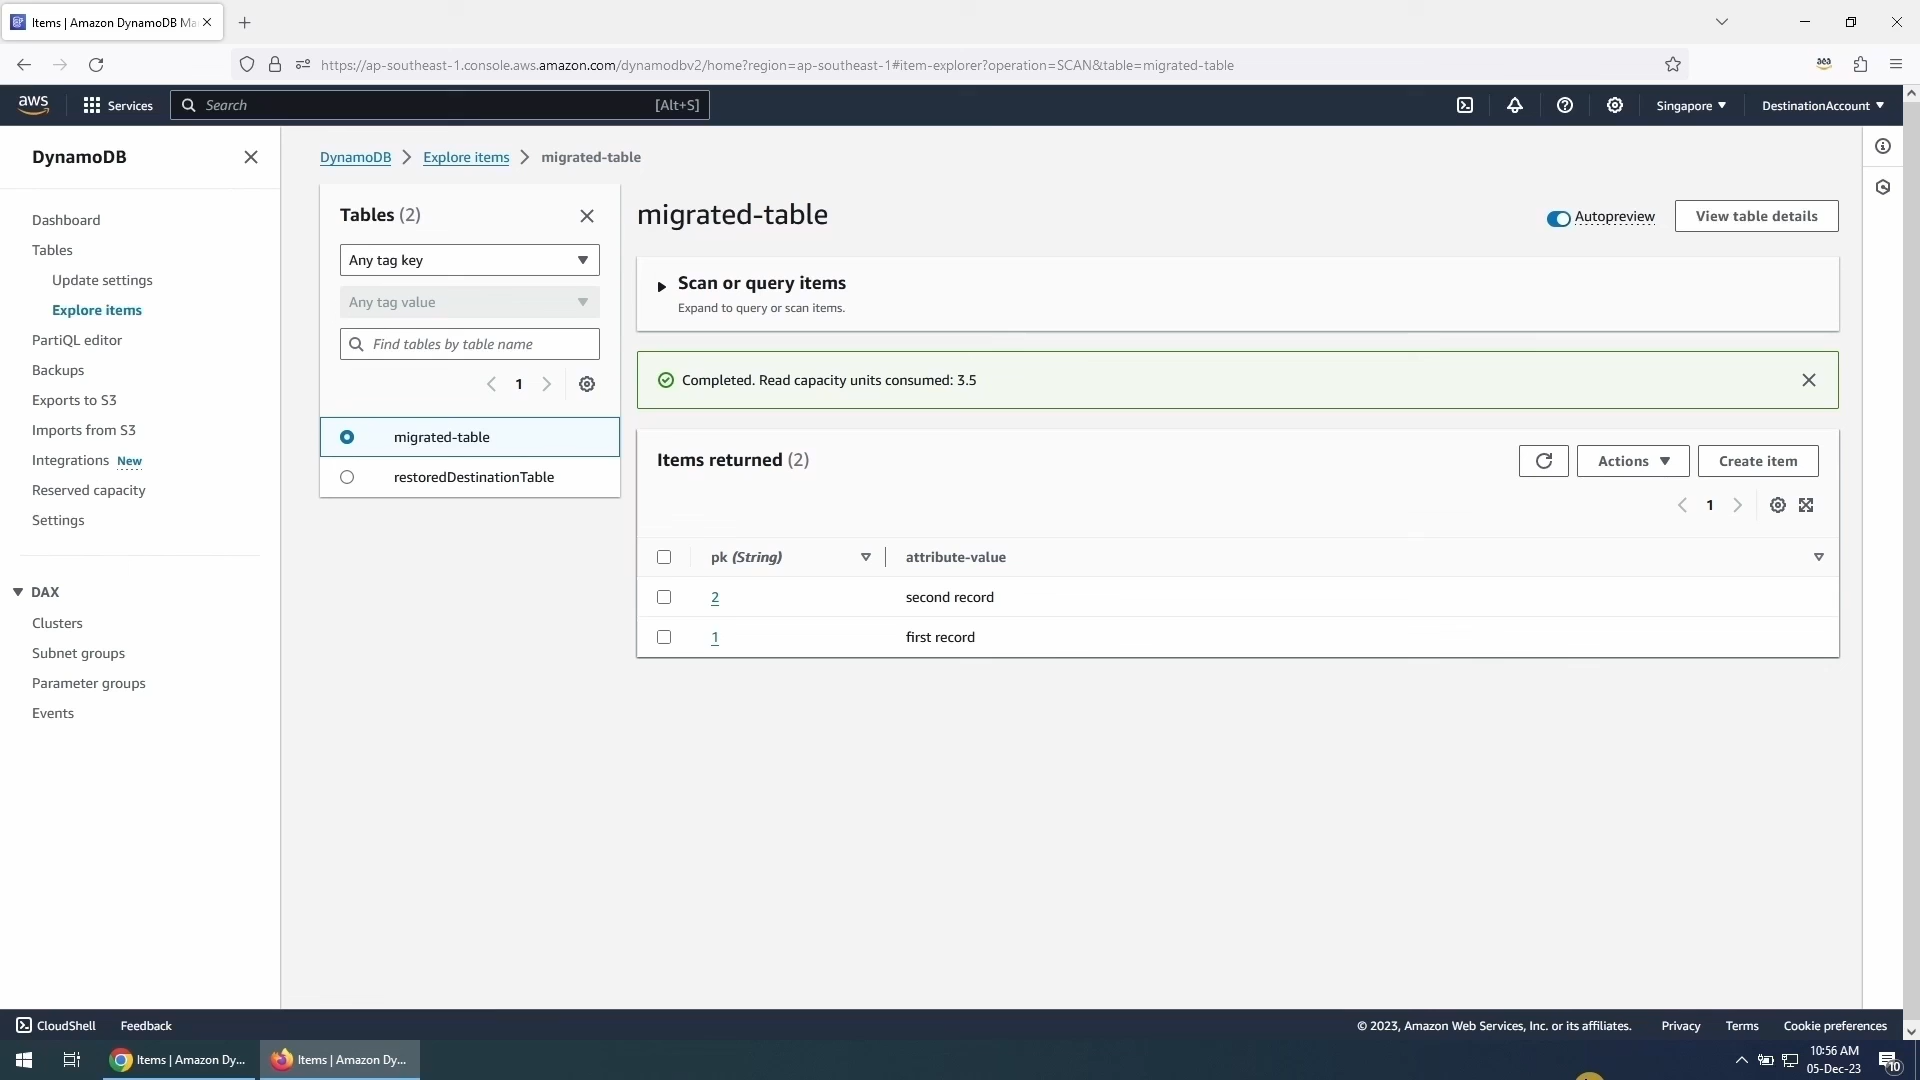 Items | Amazon DynamoDB Ma
https://ap-southeast-1.console.aws.amazon.com/dynamodbv2/home?region=ap-southeast-1#item-explorer?operation=SCAN&table=migrated-table
aws
Services
Search
[Alt+S]
Singapore
DestinationAccount
DynamoDB
Dashboard
Tables
Update settings
Explore items
PartiQL editor
Backups
Exports to S3
Imports from S3
Integrations New
Reserved capacity
Settings
DAX
Clusters
Subnet groups
Parameter groups
Events
DynamoDB
Explore items
migrated-table
Tables (2)
Any tag key
Any tag value
Find tables by table name
1
migrated-table
restoredDestinationTable
migrated-table
Autopreview
View table details
Scan or query items
Expand to query or scan items.
Completed. Read capacity units consumed: 3.5
Items returned (2)
Actions
Create item
1
pk (String)
attribute-value
2
second record
1
first record
CloudShell
Feedback
© 2023, Amazon Web Services, Inc. or its affiliates.
Privacy
Terms
Cookie preferences
Items | Amazon Dy...
Items | Amazon Dy...
10:56 AM
05-Dec-23
10